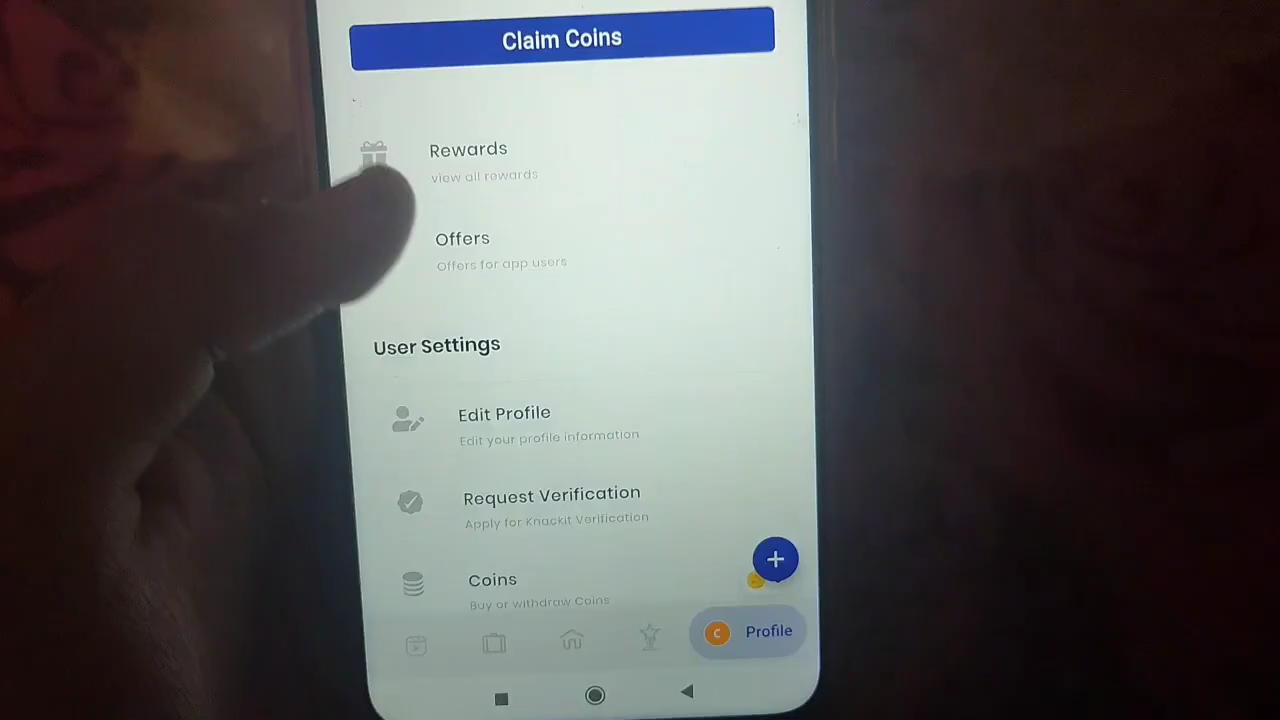 Claim Coins
Rewards
view all rewards
Offers
Offers for app users
User Settings
Edit Profile
Edit your profile information
Request Verification
Apply for Knackit Verification
Coins
Buy or withdraw Coins
C
Profile